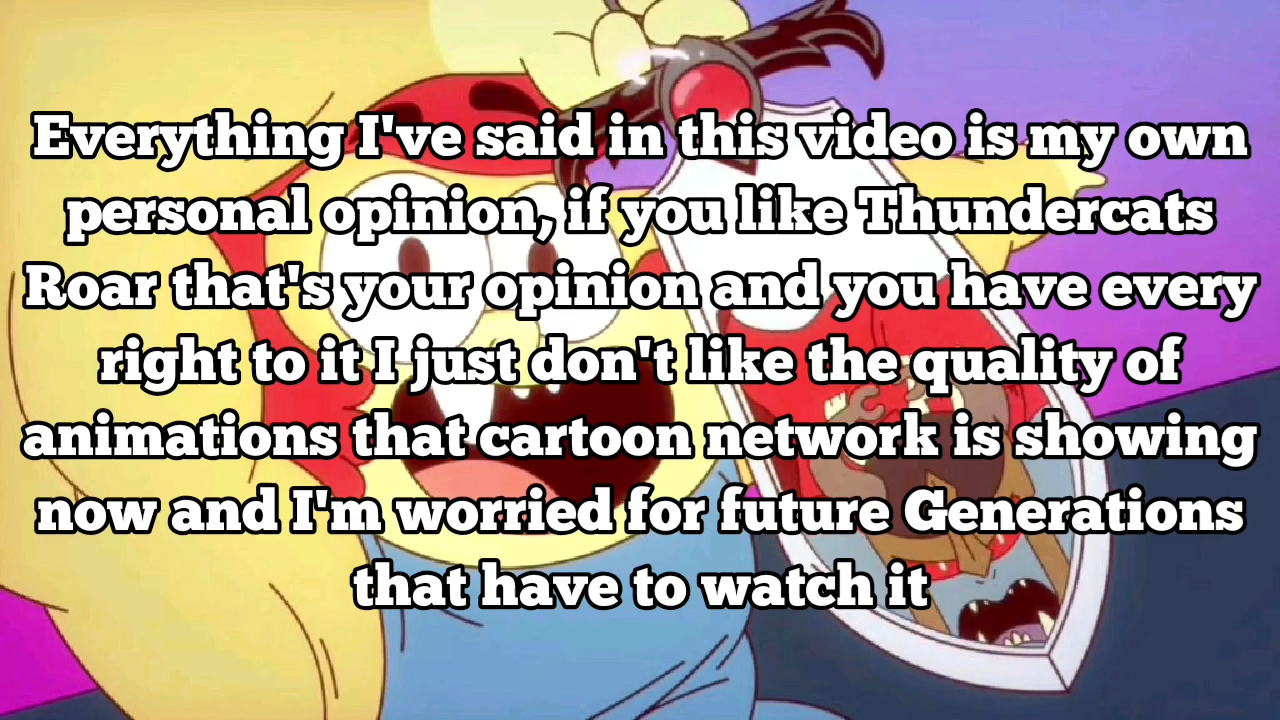 Everything I've said in this video is my own
personal opinion, if you like Thundercats
Roar that's your opinion and you have every
right to it I just don't like the quality of
animations that cartoon network is showing
now and I'm worried for future Generations
that have to watch it